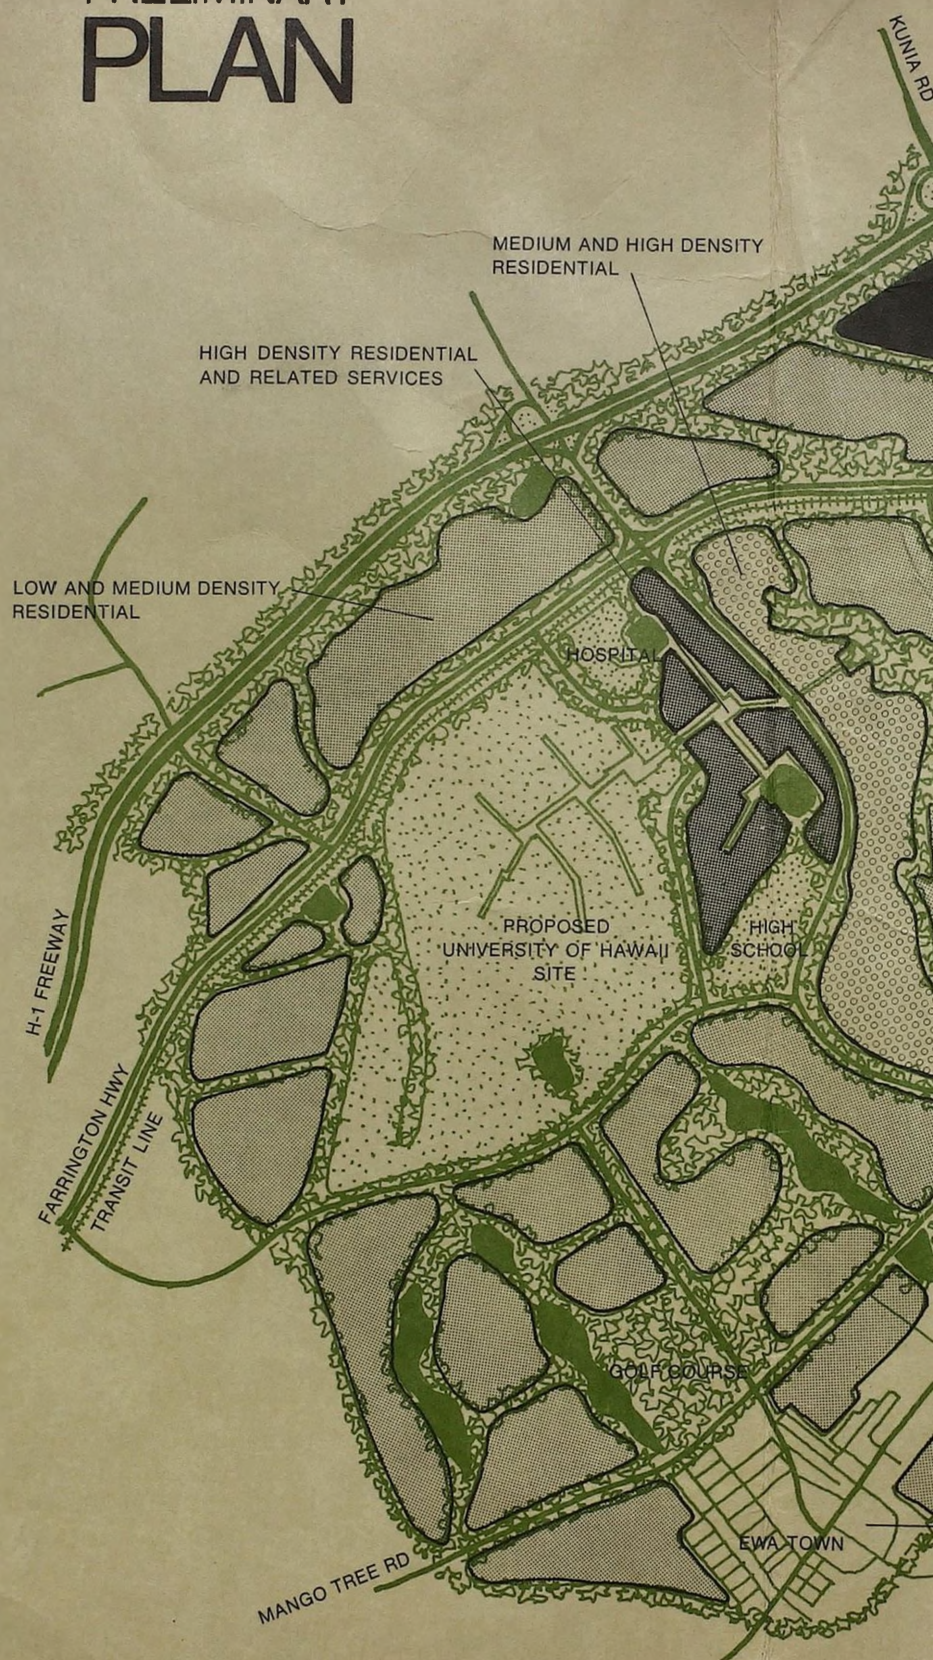 PRELIMINARY
PLAN
KUNIA RD
MEDIUM AND HIGH DENSITY
RESIDENTIAL
HIGH DENSITY RESIDENTIAL
AND RELATED SERVICES
LOW AND MEDIUM DENSITY
RESIDENTIAL
HOSPITAL
PROPOSED
UNIVERSITY OF HAWAII
SITE
HIGH
SCHOOL
H-1 FREEWAY
FARRINGTON HWY
TRANSIT LINE
GOLF COURSE
EWA TOWN
MANGO TREE RD